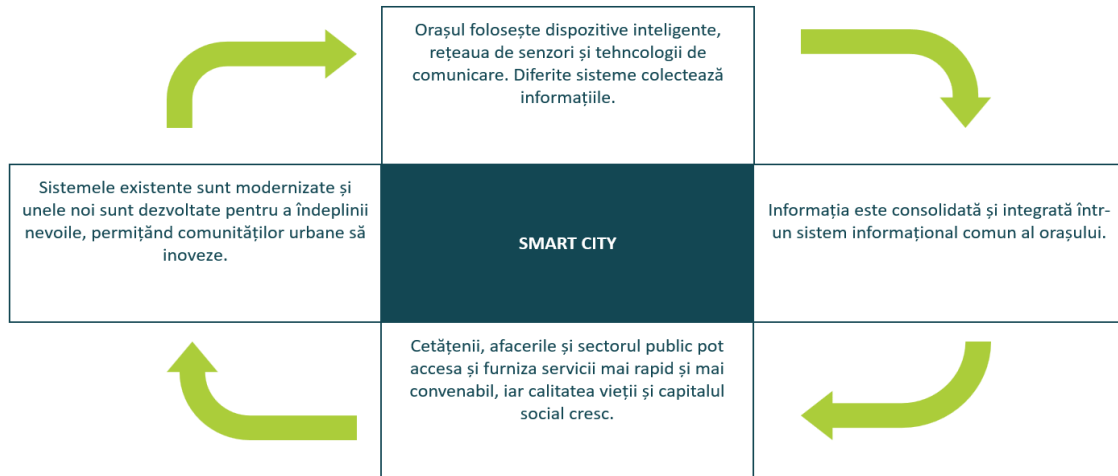 Orașul folosește dispozitive inteligente,
rețeaua de senzori și tehncologii de
comunicare. Diferite sisteme colectează
informațiile.
Sistemele existente sunt modernizate și
unele noi sunt dezvoltate pentru a îndeplinii
nevoile, permițănd comunităților urbane să
inoveze.
SMART CITY
Informația este consolidată și integrată într-
un sistem informațional comun al orașului.
Cetățenii, afacerile și sectorul public pot
accesa și furniza servicii mai rapid și mai
convenabil, iar calitatea vieții și capitalul
social cresc.